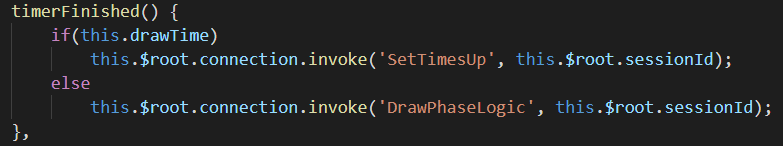 timerFinished() {
if(this.drawTime)
this.$root.connection.invoke('SetTimesUp', this.$root.sessionId);
else
this.$root.connection.invoke('DrawPhaseLogic', this.$root.sessionId);
},